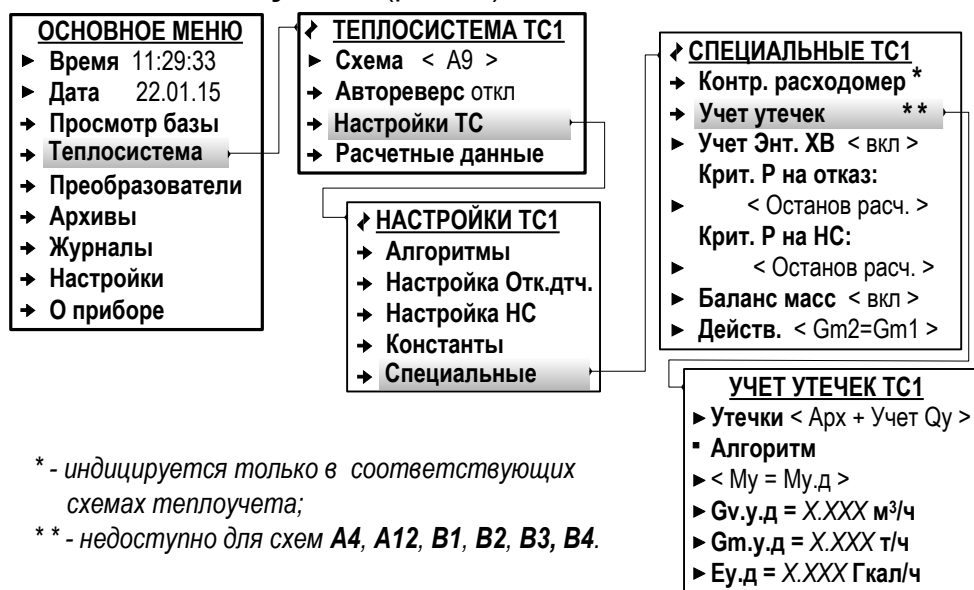 ОСНОВНОЕ МЕНЮ
Время 11:29:33
Дата 22.01.15
Просмотр базы
Теплосистема
Преобразователи
Архивы
Журналы
Настройки
О приборе
ТЕПЛОСИСТЕМА ТС1
Схема < А9 >
Автореверс откл
Настройки ТС
Расчетные данные
НАСТРОЙКИ ТС1
Алгоритмы
Настройка Отк.дтч.
Настройка НС
Константы
Специальные
СПЕЦИАЛЬНЫЕ ТС1
Контр. расходомер *
Учет утечек * *
Учет Энт. ХВ < вкл >
Крит. Р на отказ:
< Останов расч. >
Крит. Р на НС:
< Останов расч. >
Баланс масс < вкл >
Действ. < Gm2=Gm1 >
УЧЕТ УТЕЧЕК ТС1
Утечки < Арх + Учет Qу >
Алгоритм
< Му = Му.д >
Gv.у.д = X.XXX м³/ч
Gm.у.д = X.XXX т/ч
Еу.д = X.XXX Гкал/ч
* - индицируется только в соответствующих
схемах теплоучета;
* * - недоступно для схем А4, А12, В1, В2, В3, В4.